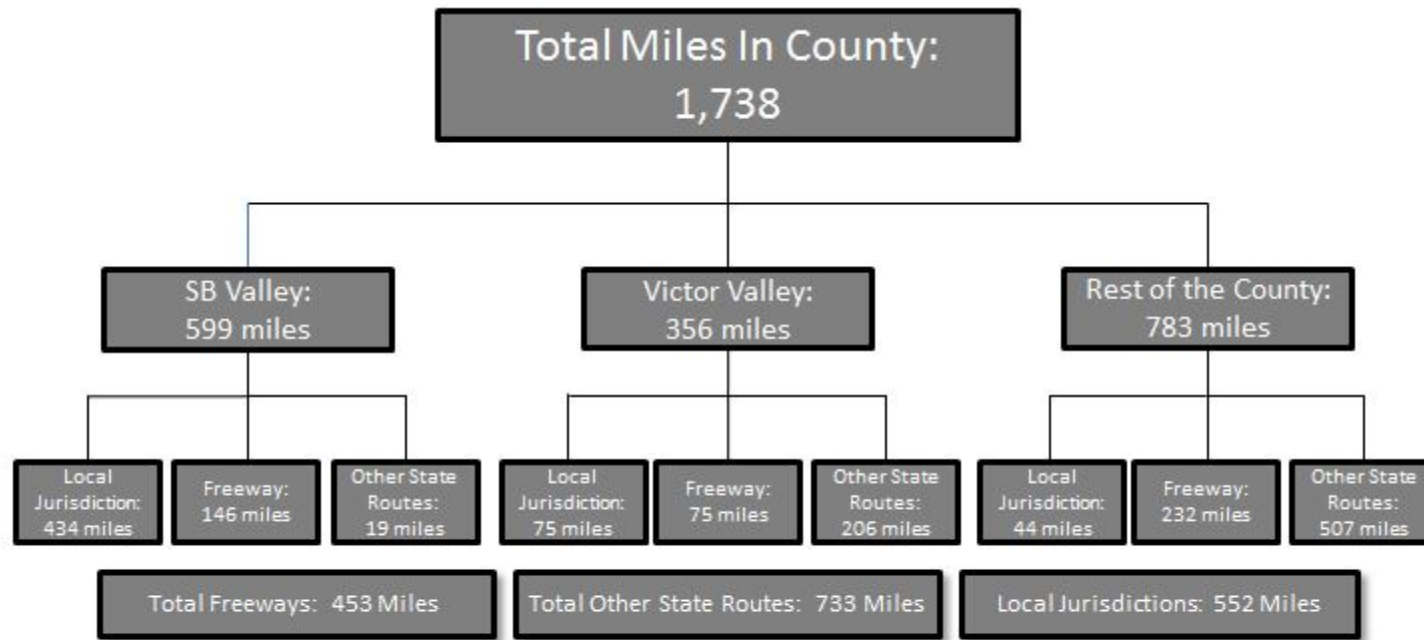 Total Miles In County:
1,738
SB Valley:
599 miles
Victor Valley:
356 miles
Rest of the County:
783 miles
Local
Jurisdiction:
434 miles
Freeway:
146 miles
Other State
Routes:
19 miles
Local
Jurisdiction:
75 miles
Freeway:
75 miles
Other State
Routes:
206 miles
Local
Jurisdiction:
44 miles
Freeway:
232 miles
Other State
Routes:
507 miles
Total Freeways: 453 Miles
Total Other State Routes: 733 Miles
Local Jurisdictions: 552 Miles